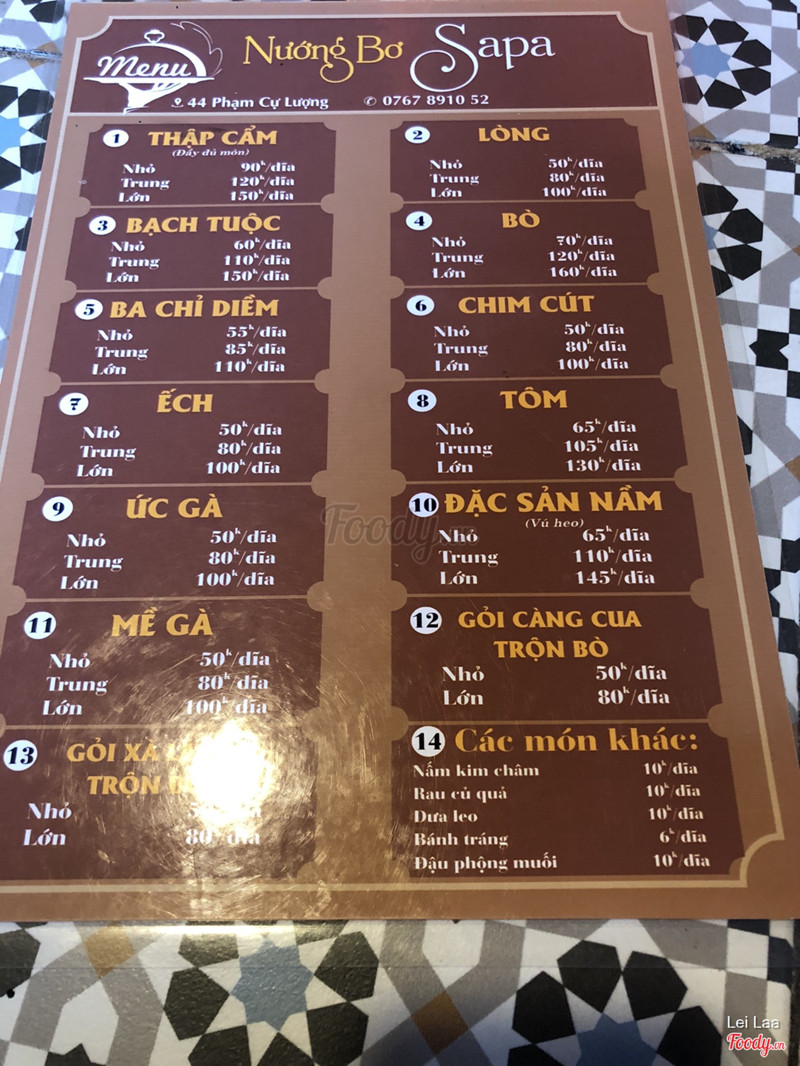 Menu
Nướng Bơ Sapa
44 Phạm Cự Lượng
0767 8910 52
1 THẬP CẨM
(Đầy đủ món)
Nhỏ 90k/dĩa
Trung 120k/dĩa
Lớn 150k/dĩa
2 LÒNG
Nhỏ 50k/dĩa
Trung 80k/dĩa
Lớn 100k/dĩa
3 BẠCH TUỘC
Nhỏ 60k/dĩa
Trung 110k/dĩa
Lớn 150k/dĩa
4 BÒ
Nhỏ 70k/dĩa
Trung 120k/dĩa
Lớn 160k/dĩa
5 BA CHỈ DIỀM
Nhỏ 55k/dĩa
Trung 85k/dĩa
Lớn 110k/dĩa
6 CHIM CÚT
Nhỏ 50k/dĩa
Trung 80k/dĩa
Lớn 100k/dĩa
7 ẾCH
Nhỏ 50k/dĩa
Trung 80k/dĩa
Lớn 100k/dĩa
8 TÔM
Nhỏ 65k/dĩa
Trung 105k/dĩa
Lớn 130k/dĩa
9 ỨC GÀ
Nhỏ 50k/dĩa
Trung 80k/dĩa
Lớn 100k/dĩa
10 ĐẶC SẢN NẦM
(Vú heo)
Nhỏ 65k/dĩa
Trung 110k/dĩa
Lớn 145k/dĩa
11 MỀ GÀ
Nhỏ 50k/dĩa
Trung 80k/dĩa
Lớn 100k/dĩa
12 GỎI CÀNG CUA
TRỘN BÒ
Nhỏ 50k/dĩa
Lớn 80k/dĩa
13 GỎI XÀ
TRỘN
Nhỏ
Lớn 80k/dĩa
14 Các món khác:
Nấm kim châm 10k/dĩa
Rau củ quả 10k/dĩa
Dưa leo 10k/dĩa
Bánh tráng 6k/dĩa
Đậu phộng muối 10k/dĩa
Foody.vn
Lei Laa
Foody.vn